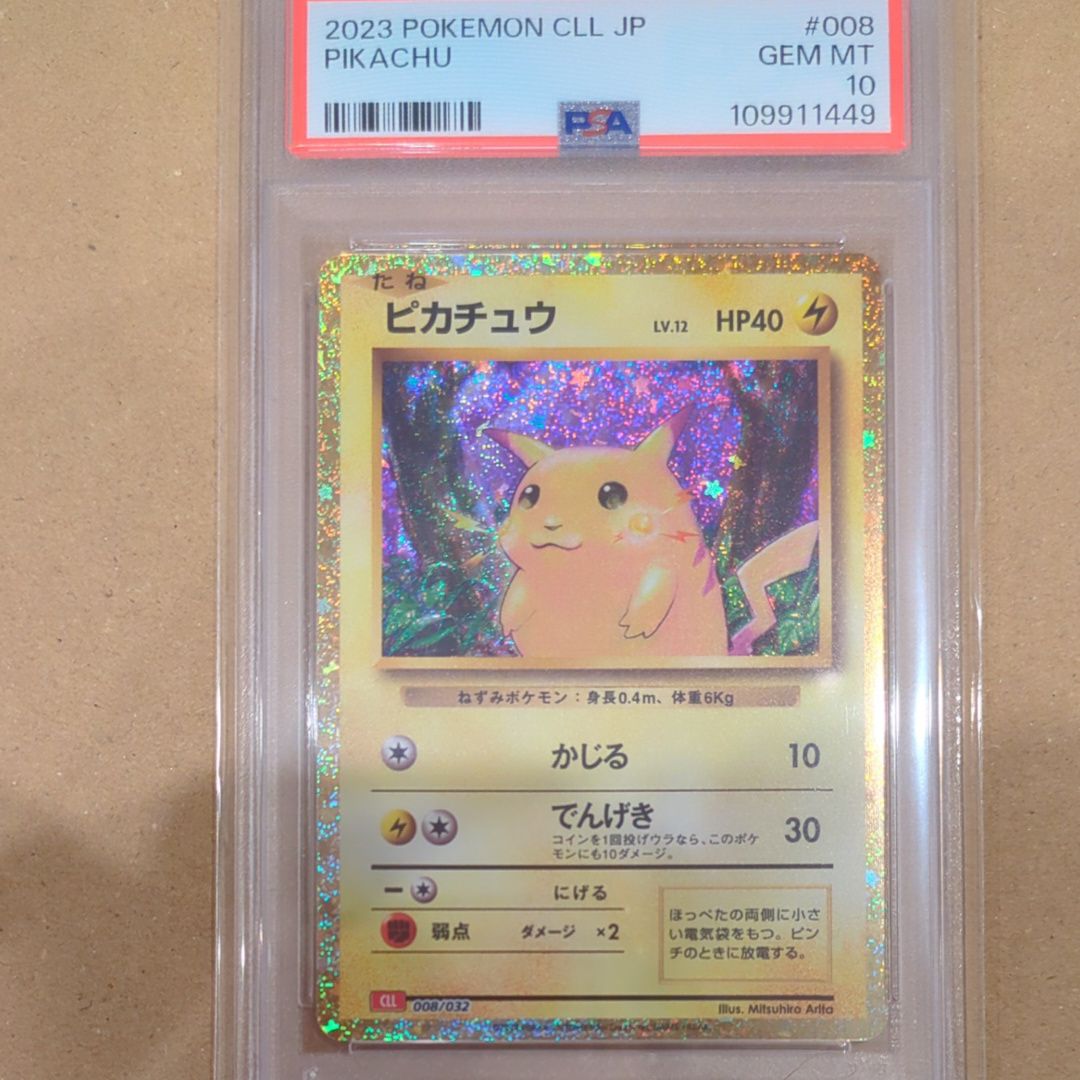 2023 POKEMON CLL JP #008
PIKACHU GEM MT
10
PSA 109911449
たね
ピカチュウ LV.12 HP40
ねずみポケモン：身長0.4m、体重6Kg
かじる 10
でんげき 30
コインを1回投げウラなら、このポケ
モンにも10ダメージ。
にげる
弱点 ダメージ ×2
ほっぺたの両側に小さ
い電気袋をもつ。ピン
チのときに放電する。
CLL 008/032 Illus. Mitsuhiro Arita